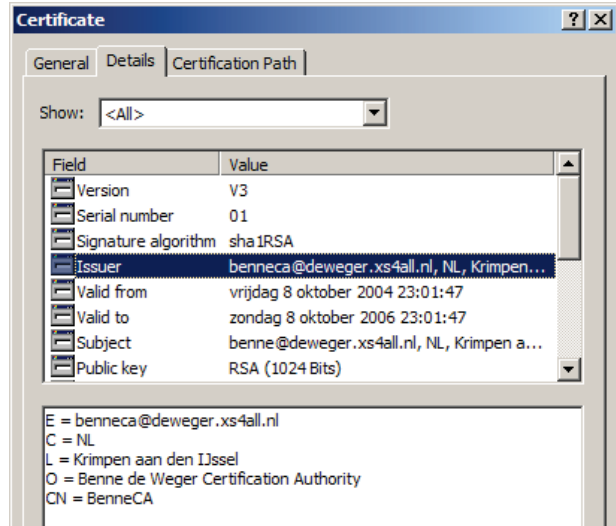 Certificate
General Details Certification Path
Show: <All>
Field Value
Version V3
Serial number 01
Signature algorithm sha1RSA
Issuer benneca@deweger.xs4all.nl, NL, Krimpen...
Valid from vrijdag 8 oktober 2004 23:01:47
Valid to zondag 8 oktober 2006 23:01:47
Subject benne@deweger.xs4all.nl, NL, Krimpen a...
Public key RSA (1024 Bits)
E = benneca@deweger.xs4all.nl
C = NL
L = Krimpen aan den IJssel
O = Benne de Weger Certification Authority
CN = BenneCA